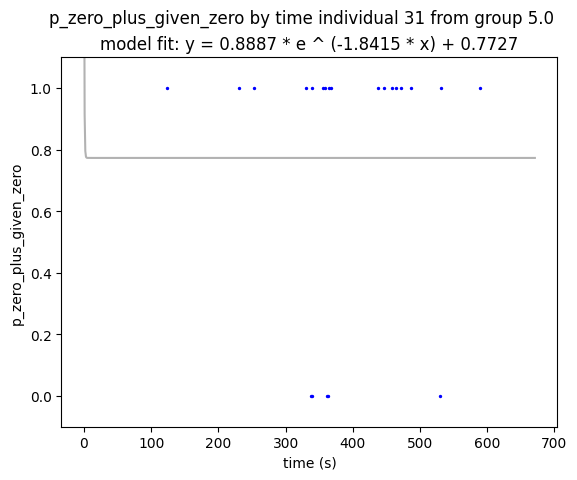 p_zero_plus_given_zero by time individual 31 from group 5.0
model fit: y = 0.8887 * e ^ (-1.8415 * x) + 0.7727
p_zero_plus_given_zero
1.0
0.8
0.6
0.4
0.2
0.0
0 100 200 300 400 500 600 700
time (s)